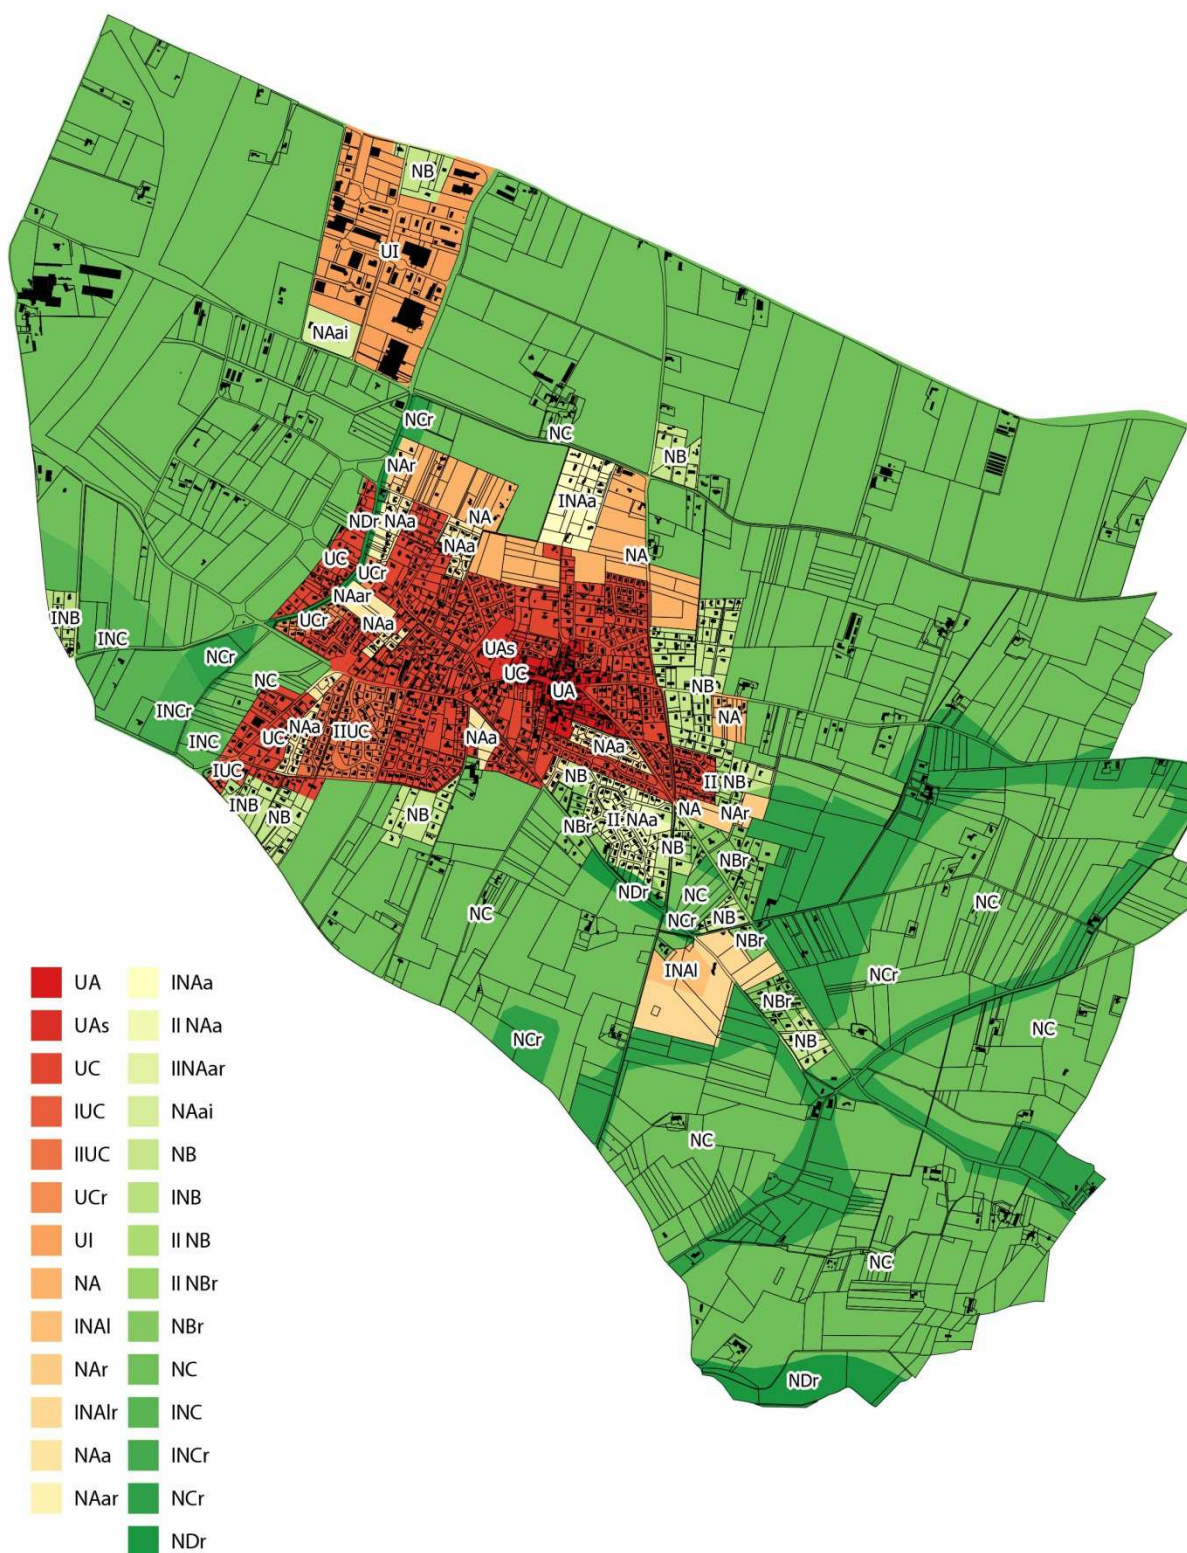 NB
UI
NAai
NCr
NC
NAr
NB
INAa
NA
NDr
NAa
NAa
NA
UC
UCr
NAar
INB
UCr
NAa
INC
UAs
NCr
UC
NC
UA
NB
INCr
NA
NAa
IIUC
UC
NAa
NAa
INC
IUC
NB
II NB
INB
NB
NB
NA
NAr
NBr
II NAa
NB
NBr
NDr
NC
NC
NC
NCr
NB
NBr
INAl
NCr
NBr
NC
NCr
NB
NC
NC
NDr
UA
UAs
UC
IUC
IIUC
UCr
UI
NA
INAl
NAr
INAlr
NAa
NAar
INAa
II NAa
IINAar
NAai
NB
INB
II NB
II NBr
NBr
NC
INC
INCr
NCr
NDr